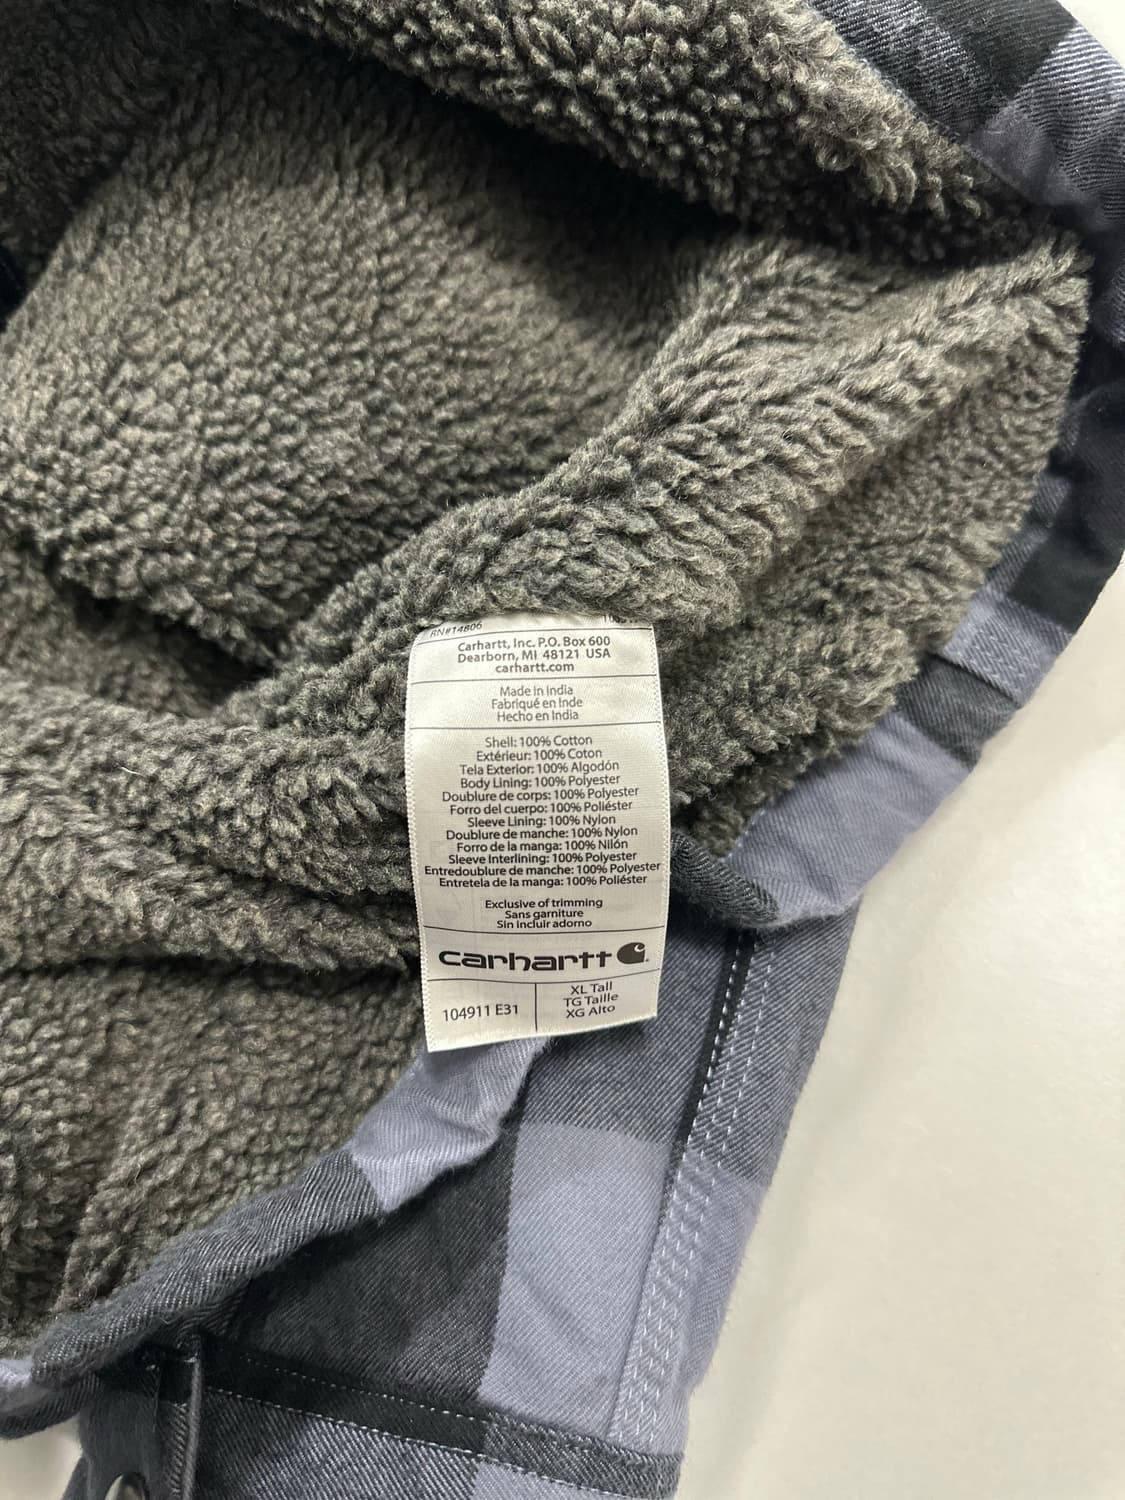 RN#14806
Carhartt, Inc. P.O. Box 600
Dearborn, MI 48121 USA
carhartt.com
Made in India
Fabriqué en Inde
Hecho en India
Shell: 100% Cotton
Extérieur: 100% Coton
Tela Exterior: 100% Algodón
Body Lining: 100% Polyester
Doublure de corps: 100% Polyester
Forro del cuerpo: 100% Poliéster
Sleeve Lining: 100% Nylon
Doublure de manche: 100% Nylon
Forro de la manga: 100% Nilón
Sleeve Interlining: 100% Polyester
Entredoublure de manche: 100% Polyester
Entretela de la manga: 100% Poliéster
Exclusive of trimming
Sans garniture
Sin incluir adorno
carhartt
104911 E31
XL Tall
TG Taille
XG Alto